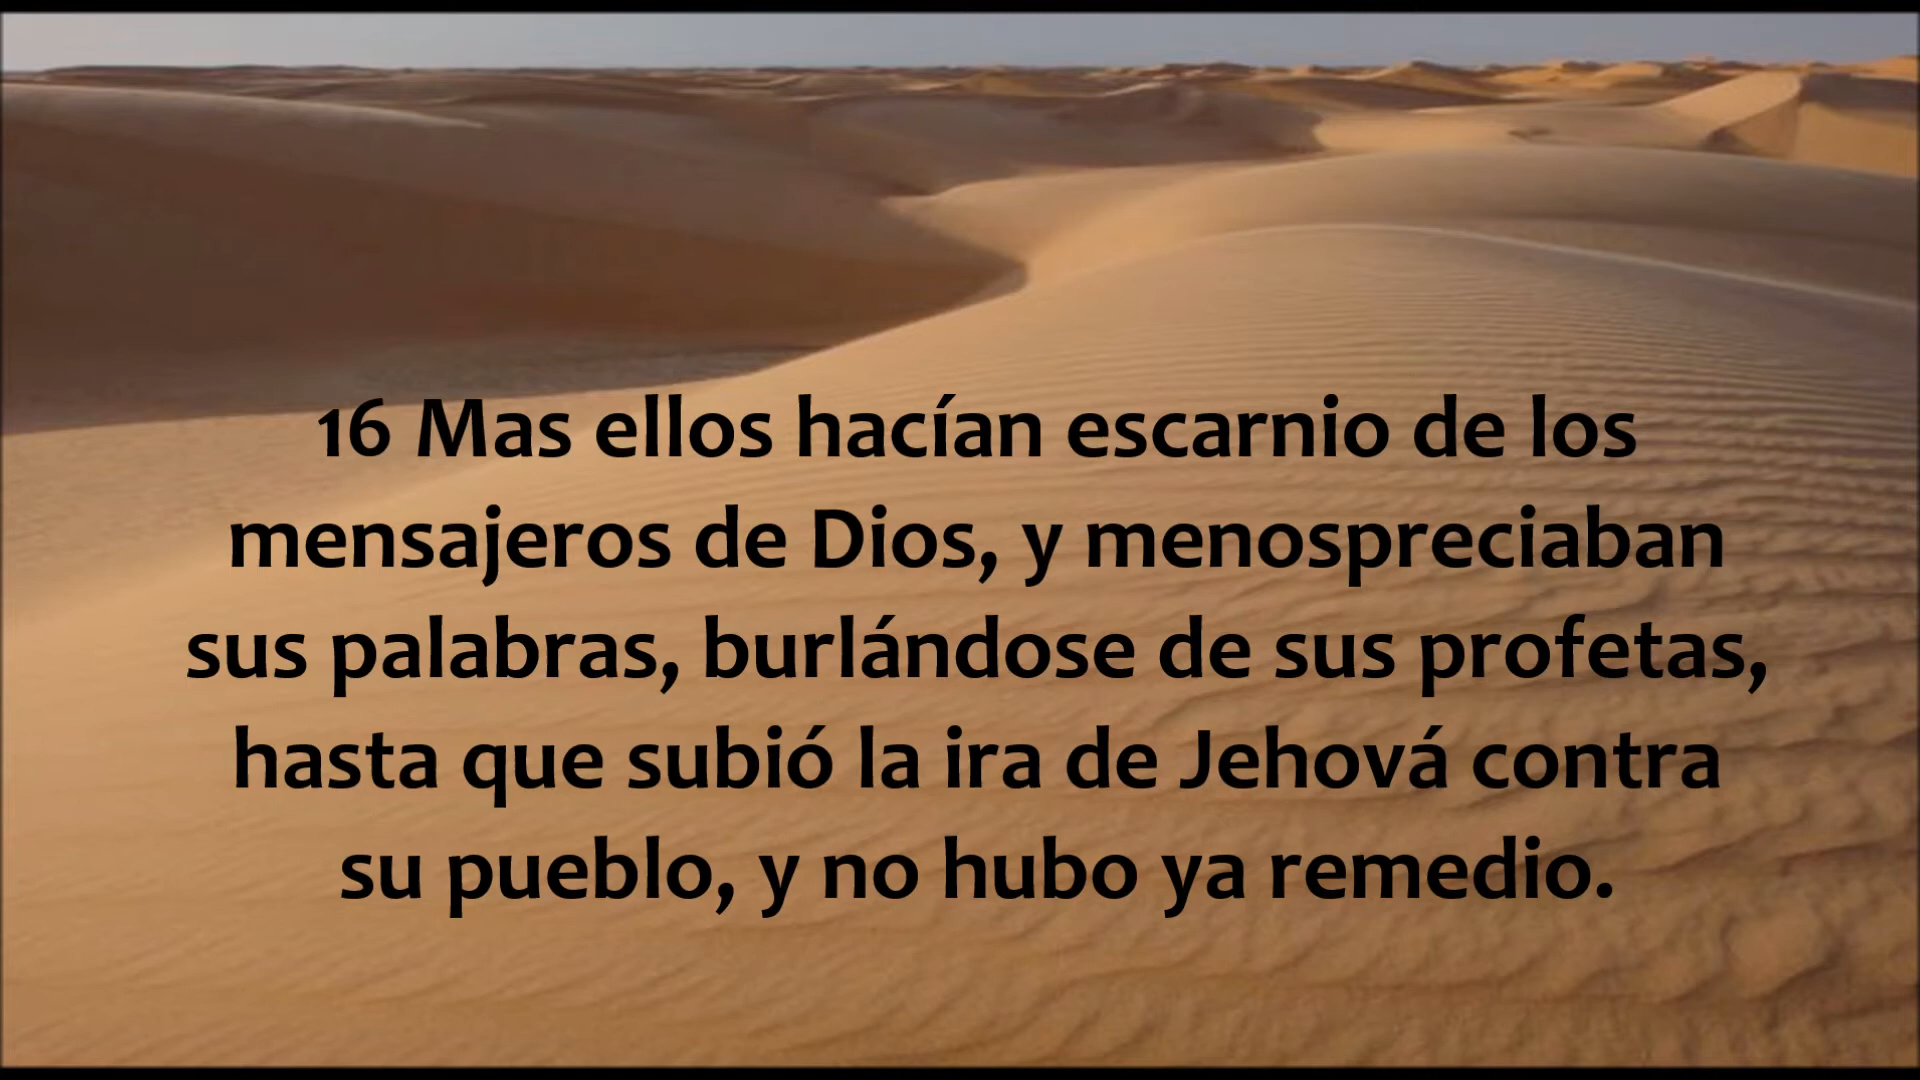 16 Mas ellos hacían escarnio de los
mensajeros de Dios, y menospreciaban
sus palabras, burlándose de sus profetas,
hasta que subió la ira de Jehová contra
su pueblo, y no hubo ya remedio.